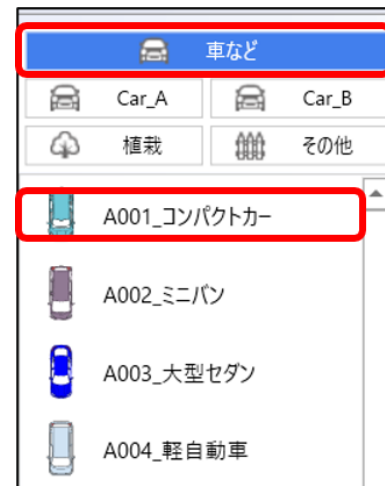 車など
Car_A Car_B
植栽 その他
A001_コンパクトカー
A002_ミニバン
A003_大型セダン
A004_軽自動車